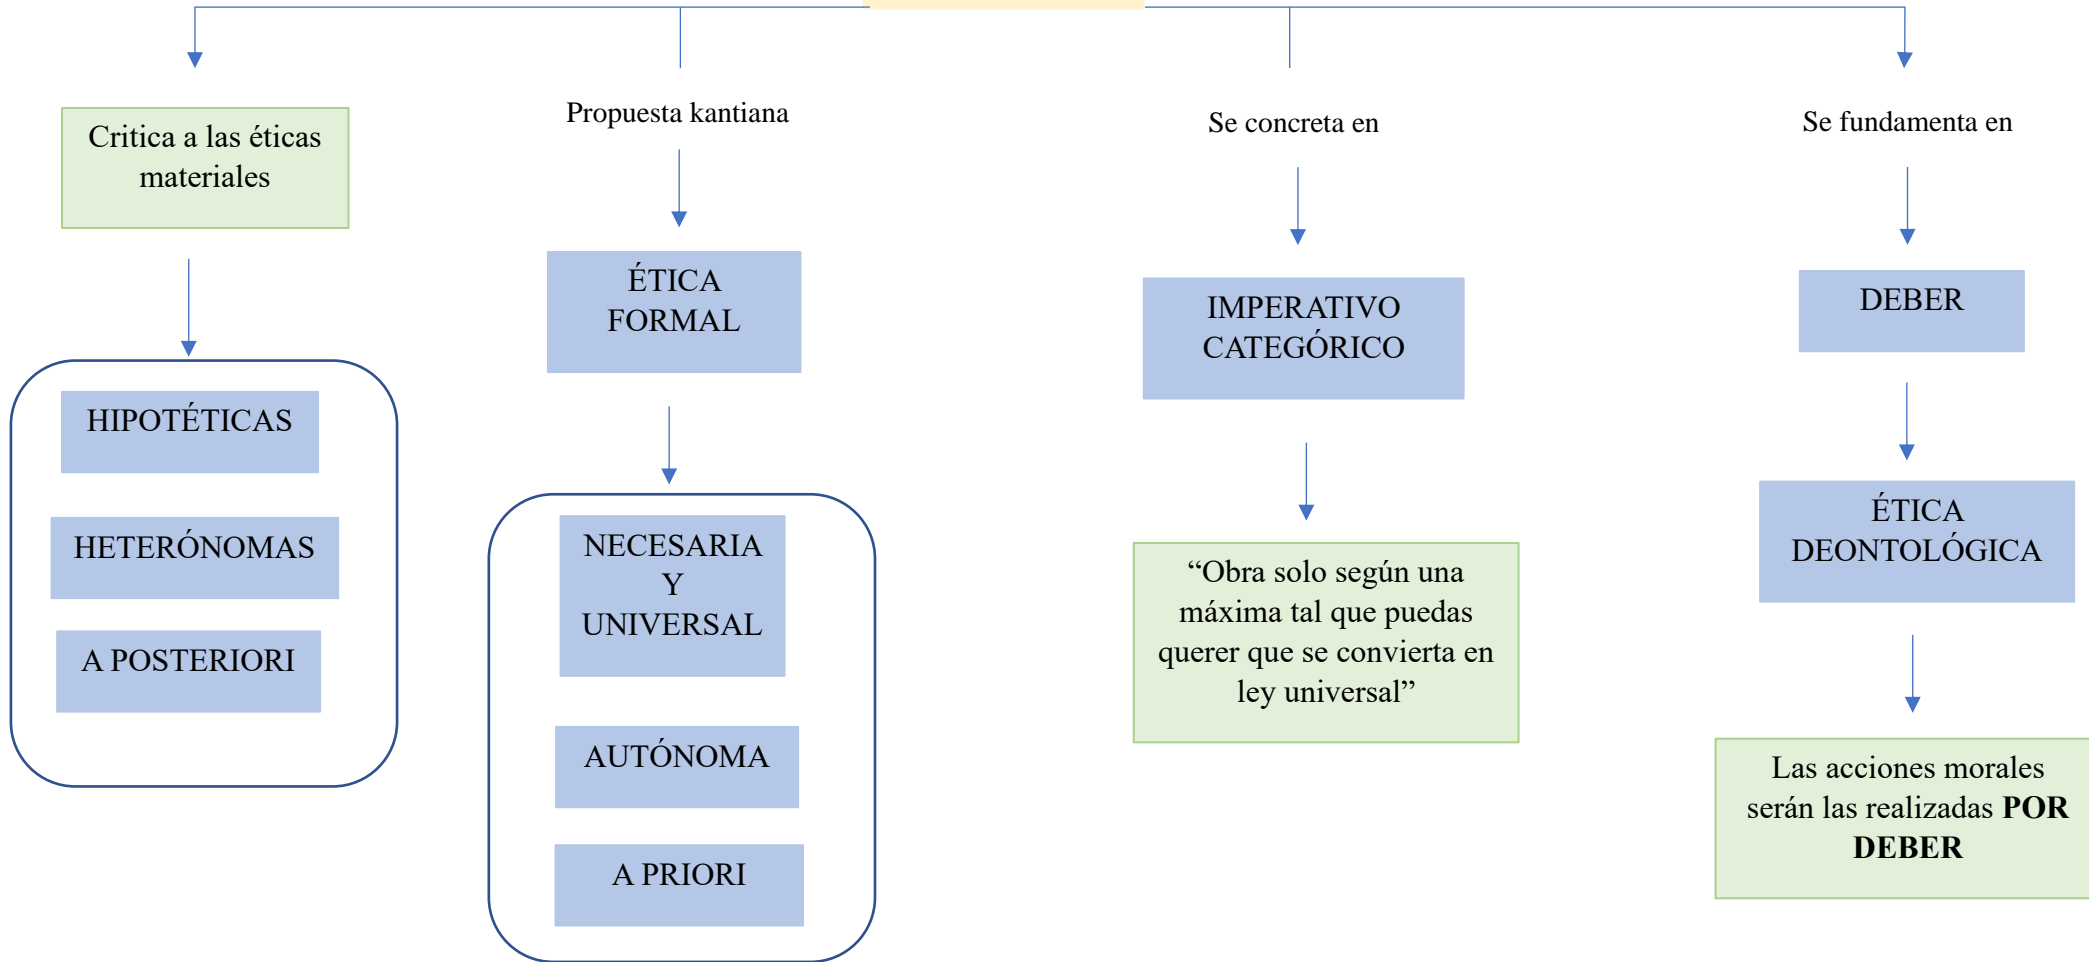 Critica a las éticas
materiales
HIPOTÉTICAS
HETERÓNOMAS
A POSTERIORI
Propuesta kantiana
ÉTICA
FORMAL
NECESARIA
Y
UNIVERSAL
AUTÓNOMA
A PRIORI
Se concreta en
IMPERATIVO
CATEGÓRICO
“Obra solo según una
máxima tal que puedas
querer que se convierta en
ley universal”
Se fundamenta en
DEBER
ÉTICA
DEONTOLÓGICA
Las acciones morales
serán las realizadas POR
DEBER